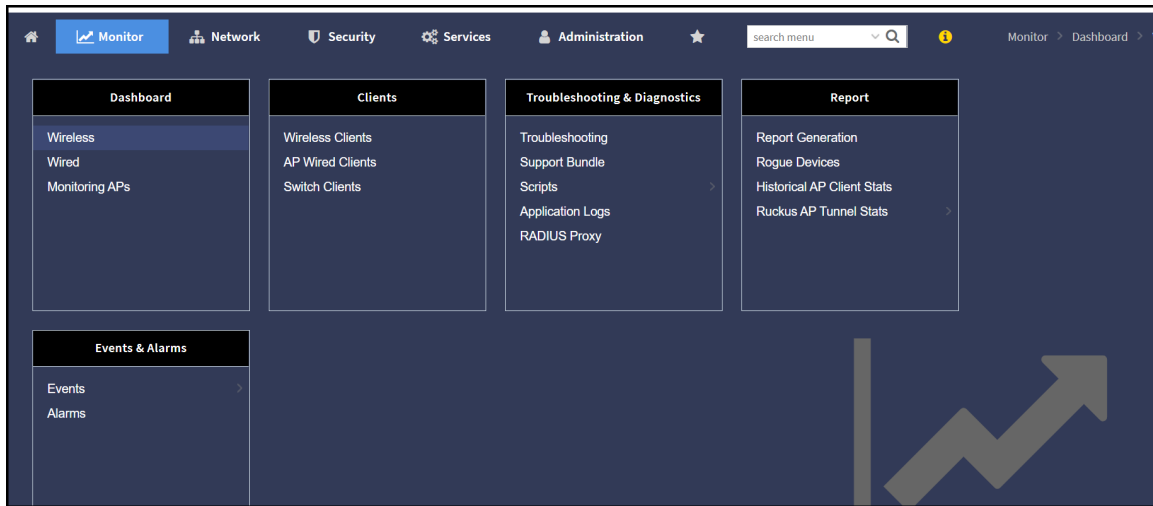 Monitor Network Security Services Administration search menu Monitor > Dashboard >
Dashboard
Wireless
Wired
Monitoring APs
Clients
Wireless Clients
AP Wired Clients
Switch Clients
Troubleshooting & Diagnostics
Troubleshooting
Support Bundle
Scripts
Application Logs
RADIUS Proxy
Report
Report Generation
Rogue Devices
Historical AP Client Stats
Ruckus AP Tunnel Stats
Events & Alarms
Events
Alarms